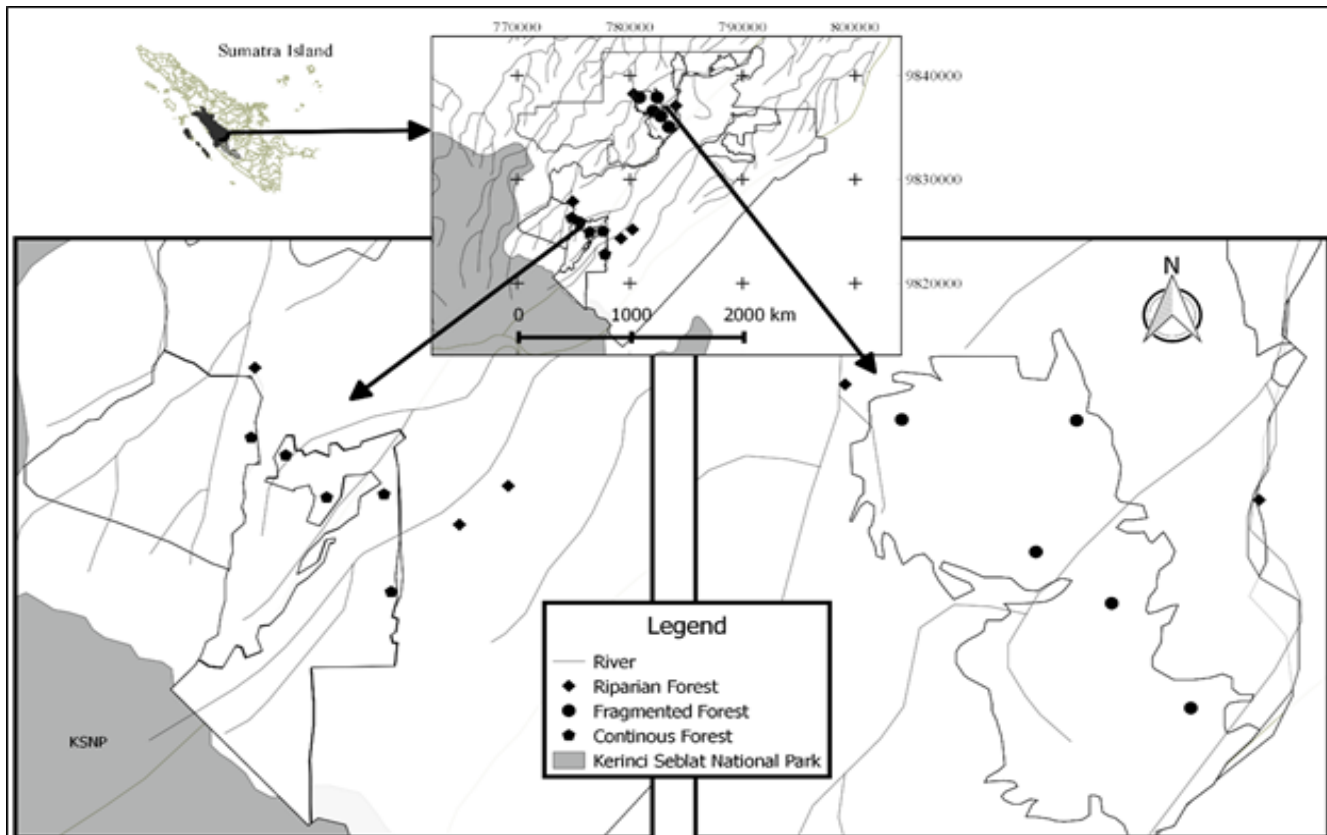 Sumatra Island
770000 780000 790000 800000
9840000
9830000
9820000
0 1000 2000 km
N
KSNP
Legend
River
Riparian Forest
Fragmented Forest
Continous Forest
Kerinci Seblat National Park